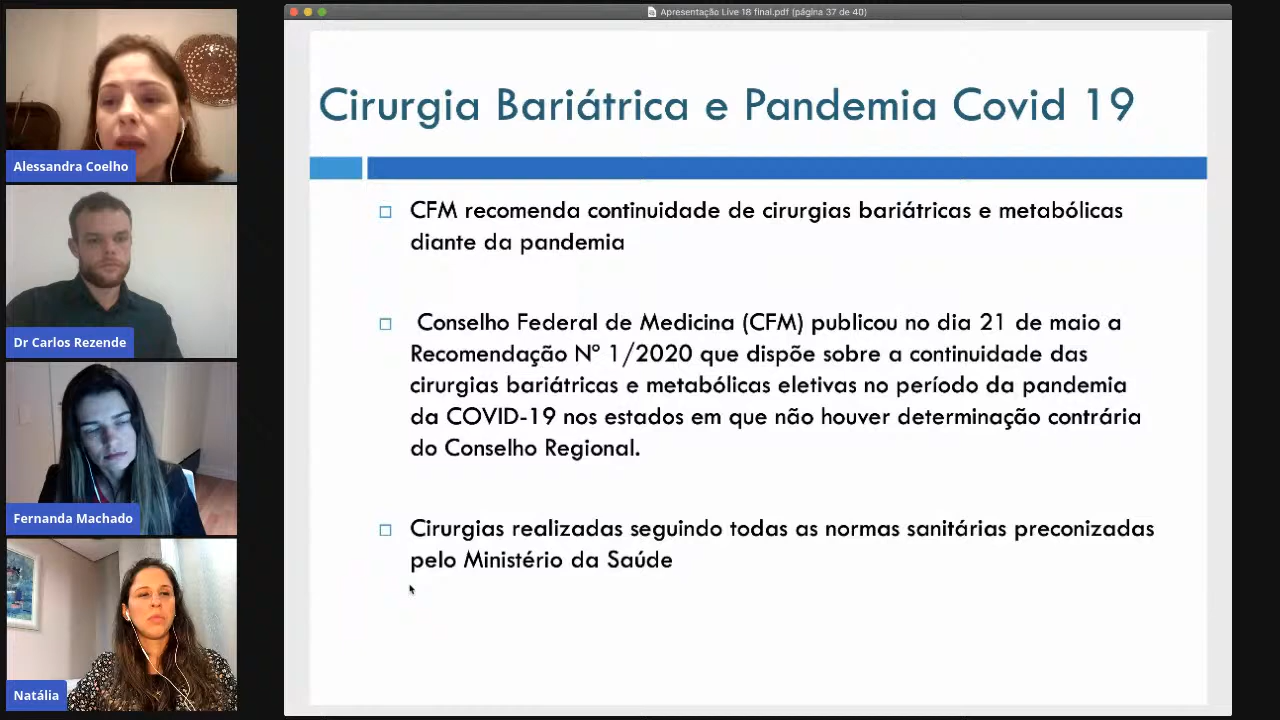 Apresentação Live 18 final.pdf (página 37 de 40)
Cirurgia Bariátrica e Pandemia Covid 19
CFM recomenda continuidade de cirurgias bariátricas e metabólicas
diante da pandemia
Conselho Federal de Medicina (CFM) publicou no dia 21 de maio a
Recomendação Nº 1/2020 que dispõe sobre a continuidade das
cirurgias bariátricas e metabólicas eletivas no período da pandemia
da COVID-19 nos estados em que não houver determinação contrária
do Conselho Regional.
Cirurgias realizadas seguindo todas as normas sanitárias preconizadas
pelo Ministério da Saúde
Alessandra Coelho
Dr Carlos Rezende
Fernanda Machado
Natália